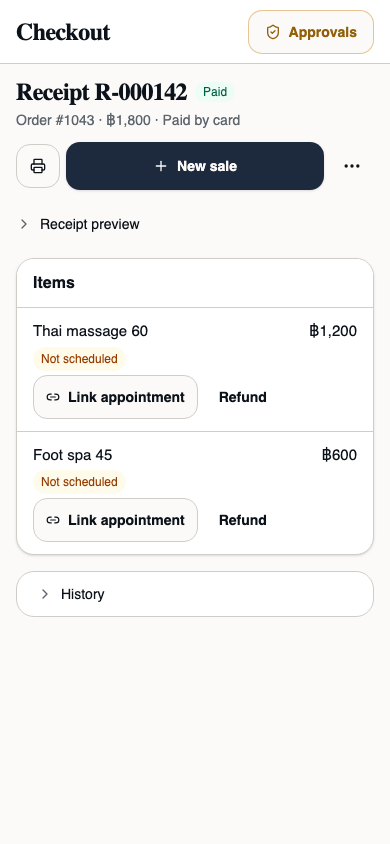 Checkout
Approvals
Receipt R-000142 Paid
Order #1043 · ฿1,800 · Paid by card
New sale
Receipt preview
Items
Thai massage 60 ฿1,200
Not scheduled
Link appointment Refund
Foot spa 45 ฿600
Not scheduled
Link appointment Refund
History